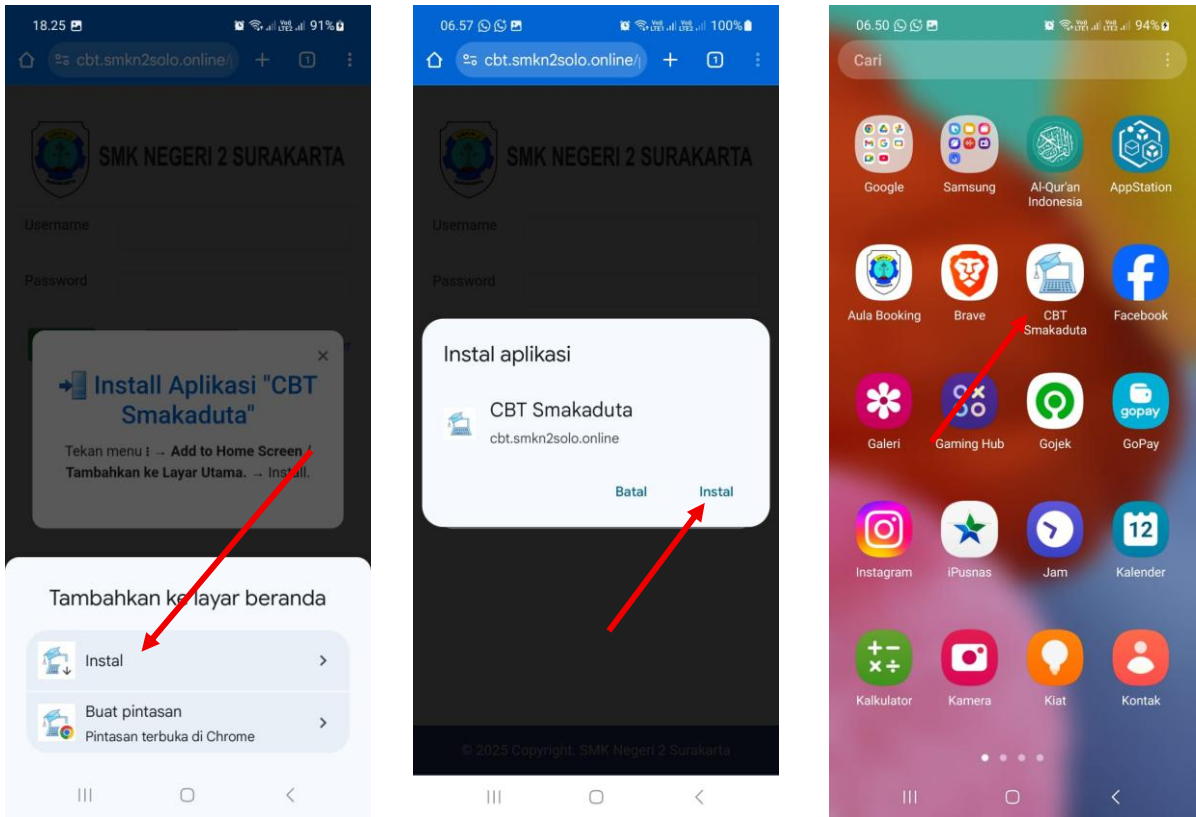 18.25
91%
cbt.smkn2solo.online/
1
SMK NEGERI 2 SURAKARTA
Username
Password
Install Aplikasi "CBT
Smakaduta"
Tekan menu ⋮ → Add to Home Screen /
Tambahkan ke Layar Utama. → Install.
Tambahkan ke layar beranda
Instal
Buat pintasan
Pintasan terbuka di Chrome
06.57
100%
cbt.smkn2solo.online/
1
SMK NEGERI 2 SURAKARTA
Username
Password
Instal aplikasi
CBT Smakaduta
cbt.smkn2solo.online
Batal Instal
© 2025 Copyright. SMK Negeri 2 Surakarta
06.50
94%
Cari
Google Samsung Al-Qur'an Indonesia AppStation
Aula Booking Brave CBT Smakaduta Facebook
gopay
Galeri Gaming Hub Gojek GoPay
12
Instagram iPusnas Jam Kalender
Kalkulator Kamera Kiat Kontak